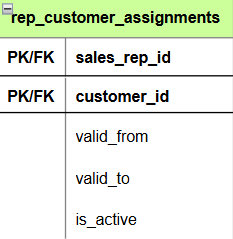 rep_customer_assignments
PK/FK sales_rep_id
PK/FK customer_id
valid_from
valid_to
is_active